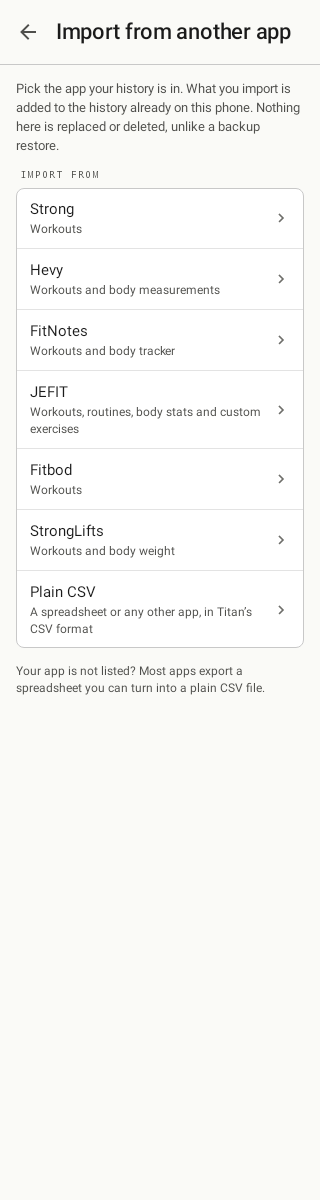 Import from another app
Pick the app your history is in. What you import is
added to the history already on this phone. Nothing
here is replaced or deleted, unlike a backup
restore.
IMPORT FROM
Strong
Workouts
Hevy
Workouts and body measurements
FitNotes
Workouts and body tracker
JEFIT
Workouts, routines, body stats and custom
exercises
Fitbod
Workouts
StrongLifts
Workouts and body weight
Plain CSV
A spreadsheet or any other app, in Titan’s
CSV format
Your app is not listed? Most apps export a
spreadsheet you can turn into a plain CSV file.